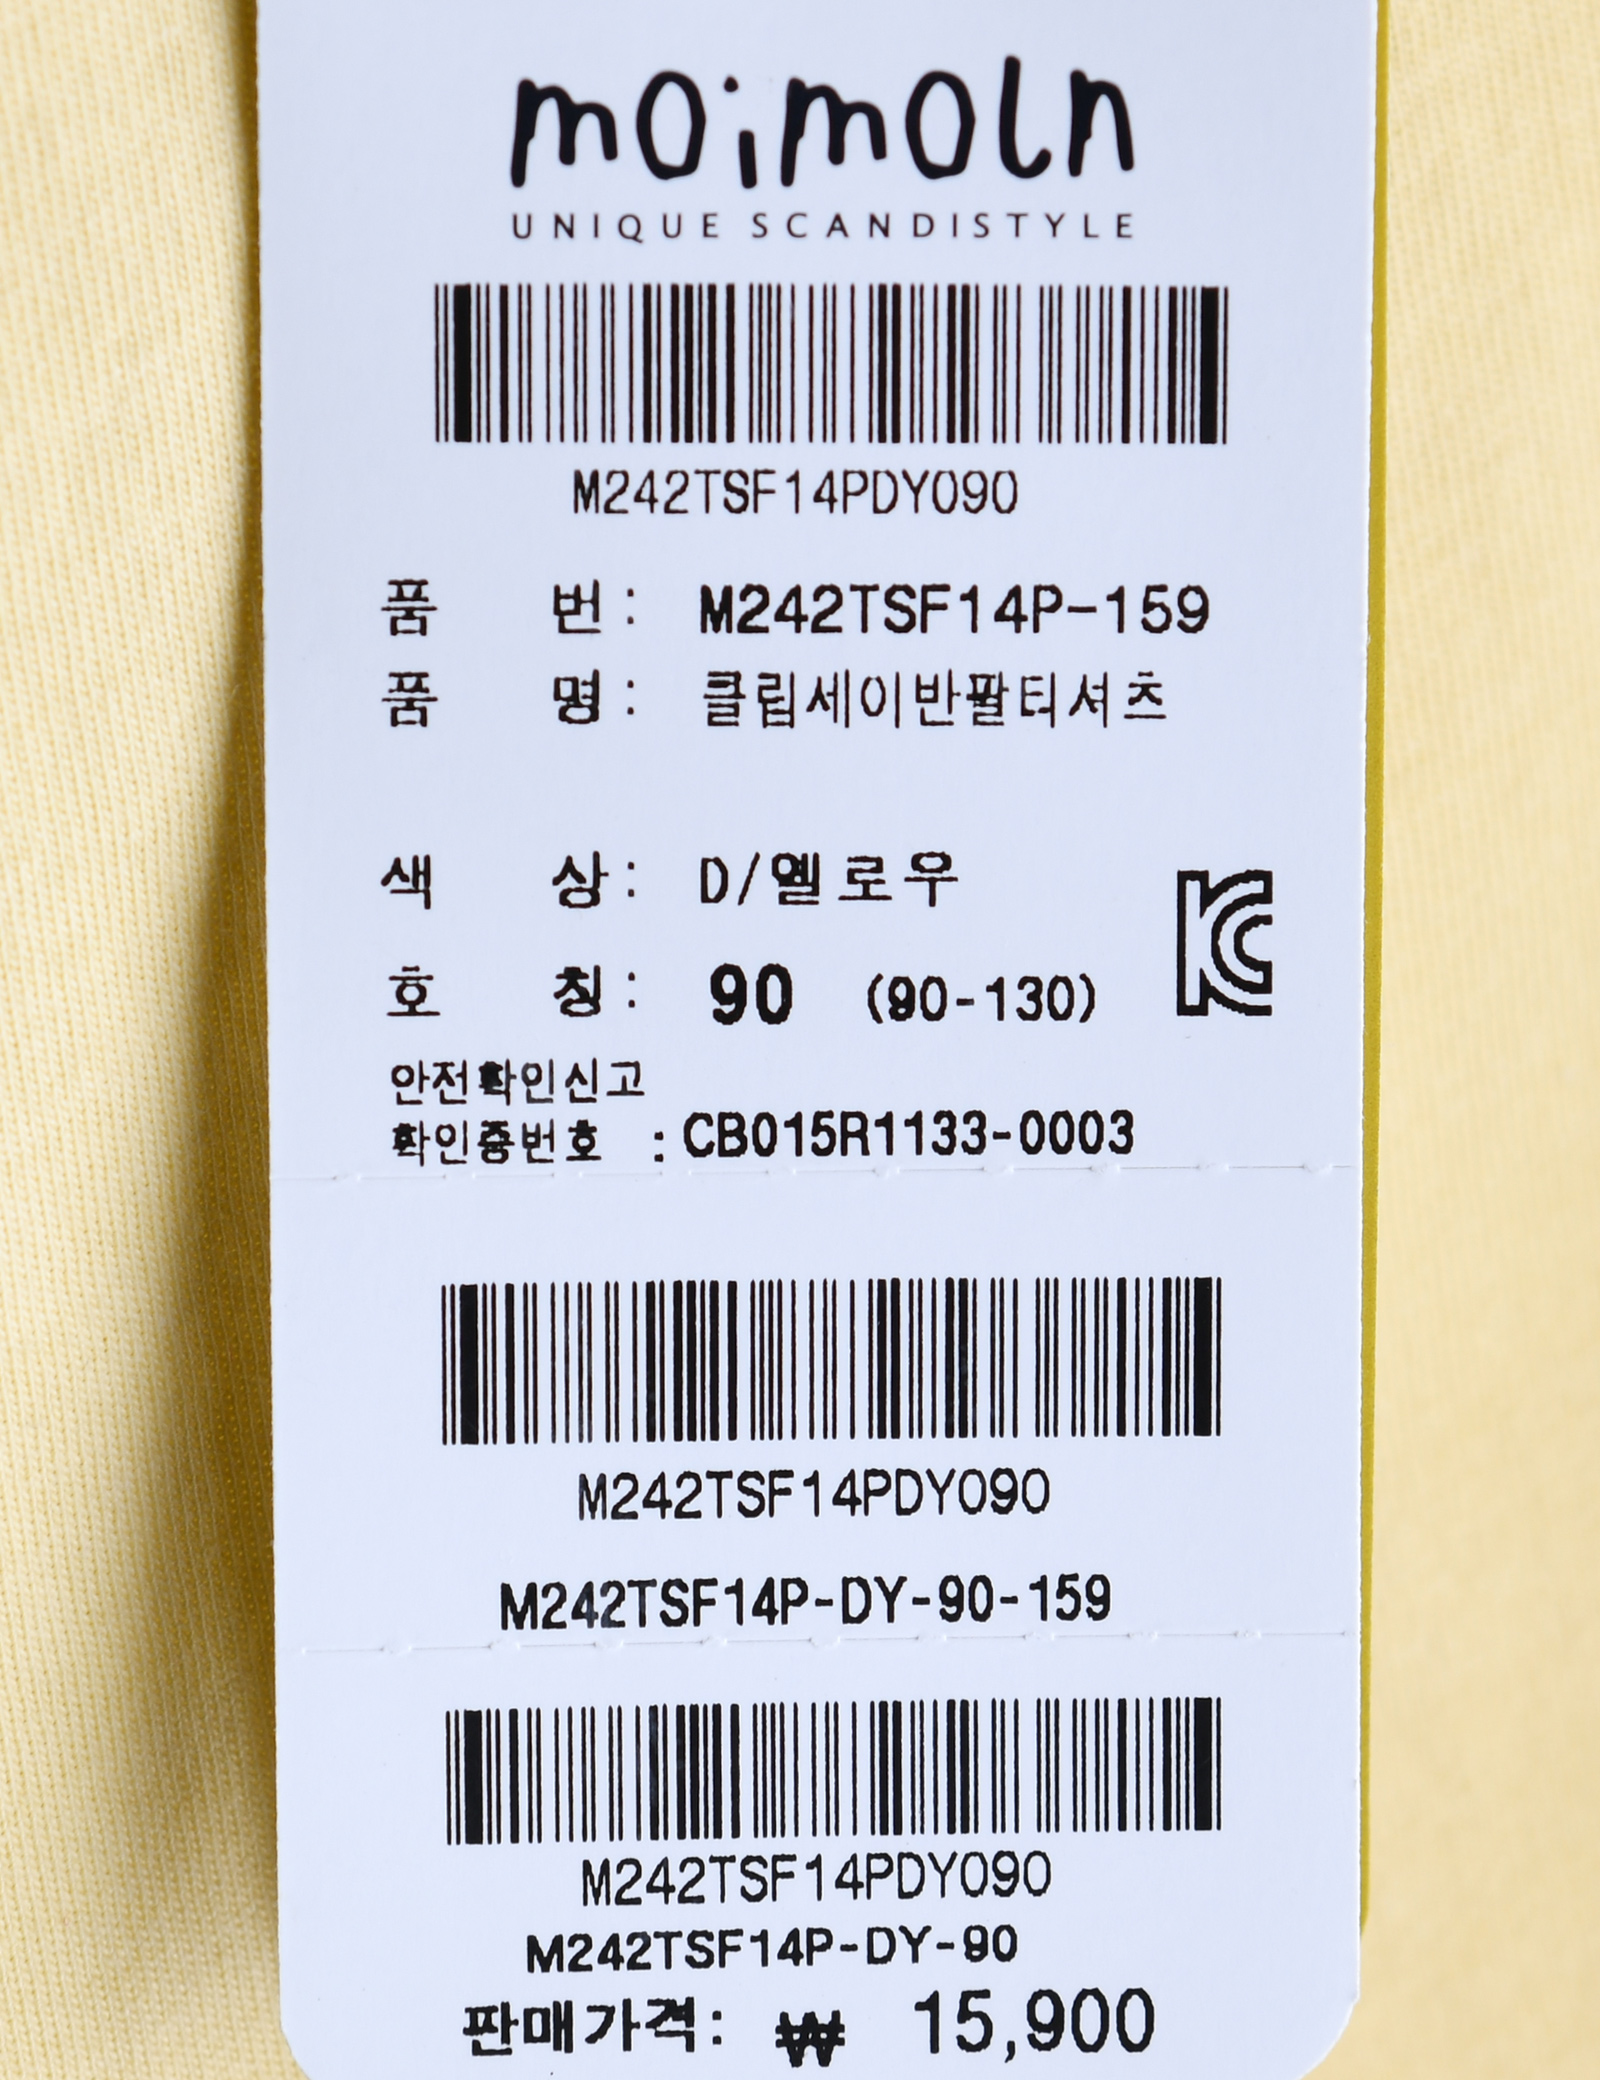 moimoln
UNIQUE SCANDISTYLE
M242TSF14PDY090
품 번: M242TSF14P-159
품 명: 클립세이반팔티셔츠
색 상: D/옐로우
호 칭: 90 (90-130)
안전확인신고
확인증번호 : CB015R1133-0003
M242TSF14PDY090
M242TSF14P-DY-90-159
M242TSF14PDY090
M242TSF14P-DY-90
판매가격: ₩ 15,900